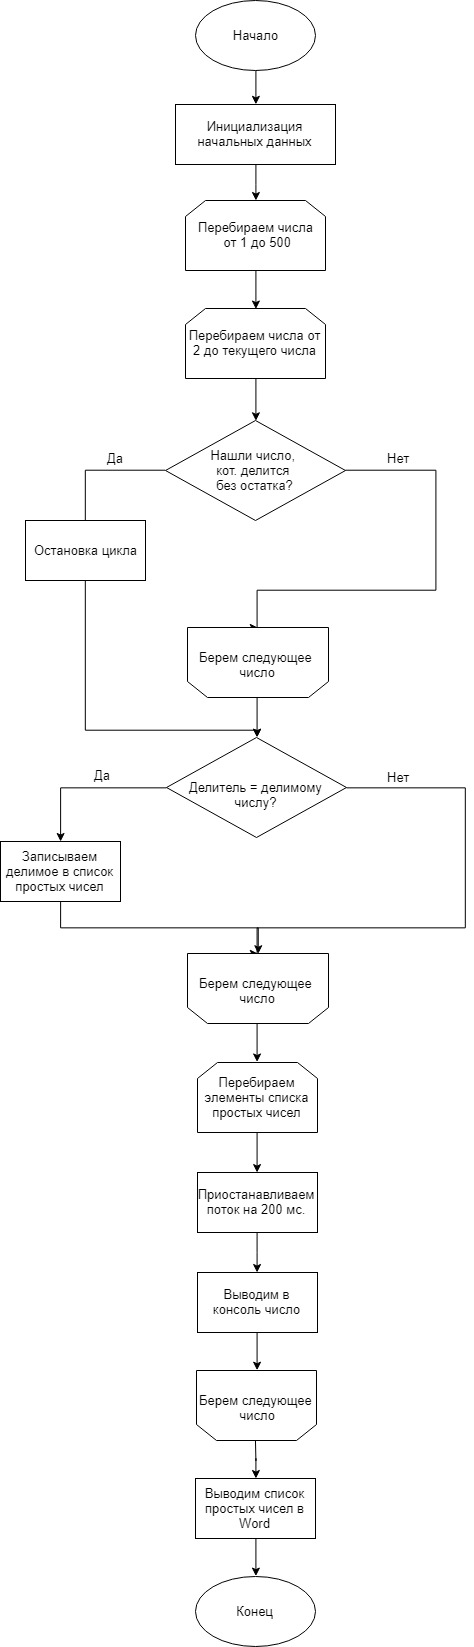 Начало
Инициализация
начальных данных
Перебираем числа
от 1 до 500
Перебираем числа от
2 до текущего числа
Нашли число,
кот. делится
без остатка?
Да
Нет
Остановка цикла
Берем следующее
число
Делитель = делимому
числу?
Да
Нет
Записываем
делимое в список
простых чисел
Берем следующее
число
Перебираем
элементы списка
простых чисел
Приостанавливаем
поток на 200 мс.
Выводим в
консоль число
Берем следующее
число
Выводим список
простых чисел в
Word
Конец